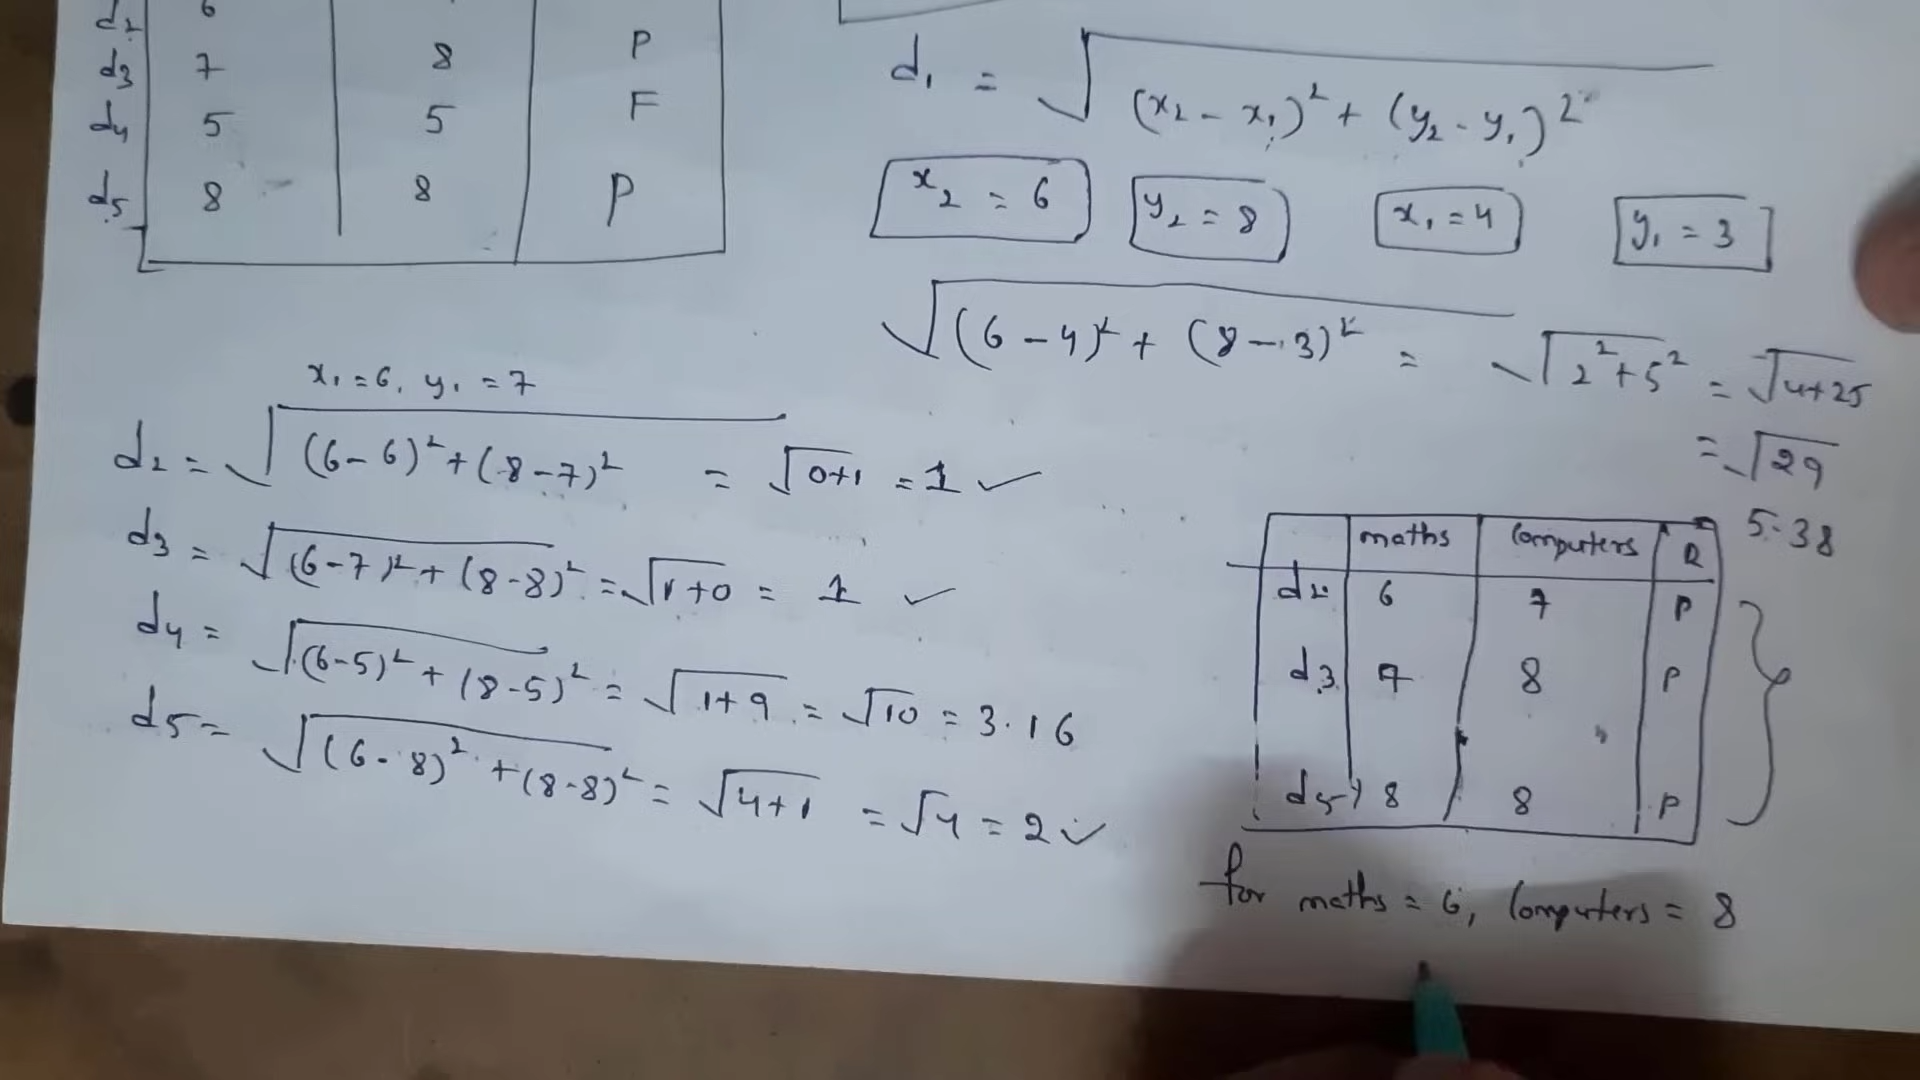 d₂ 6
d3 7 8 P
d4 5 5 F
d5 8 8 P
d₁ = √(x₂ - x₁)² + (y₂ - y₁)²
x₂ = 6 y₂ = 8 x₁ = 4 y₁ = 3
√(6 - 4)² + (8 - 3)² = √2² + 5² = √4+25
= √29
5.38
x₁ = 6, y₁ = 7
d₂ = √(6-6)² + (8-7)² = √0+1 = 1 ✓
d3 = √(6-7)² + (8-8)² = √1+0 = 1 ✓
d4 = √(6-5)² + (8-5)² = √1+9 = √10 = 3.16
d5 = √(6-8)² + (8-8)² = √4+1 = √4 = 2 ✓
maths Computers R
d2 6 7 P
d3 7 8 P
d5 8 8 P
for maths = 6, Computers = 8